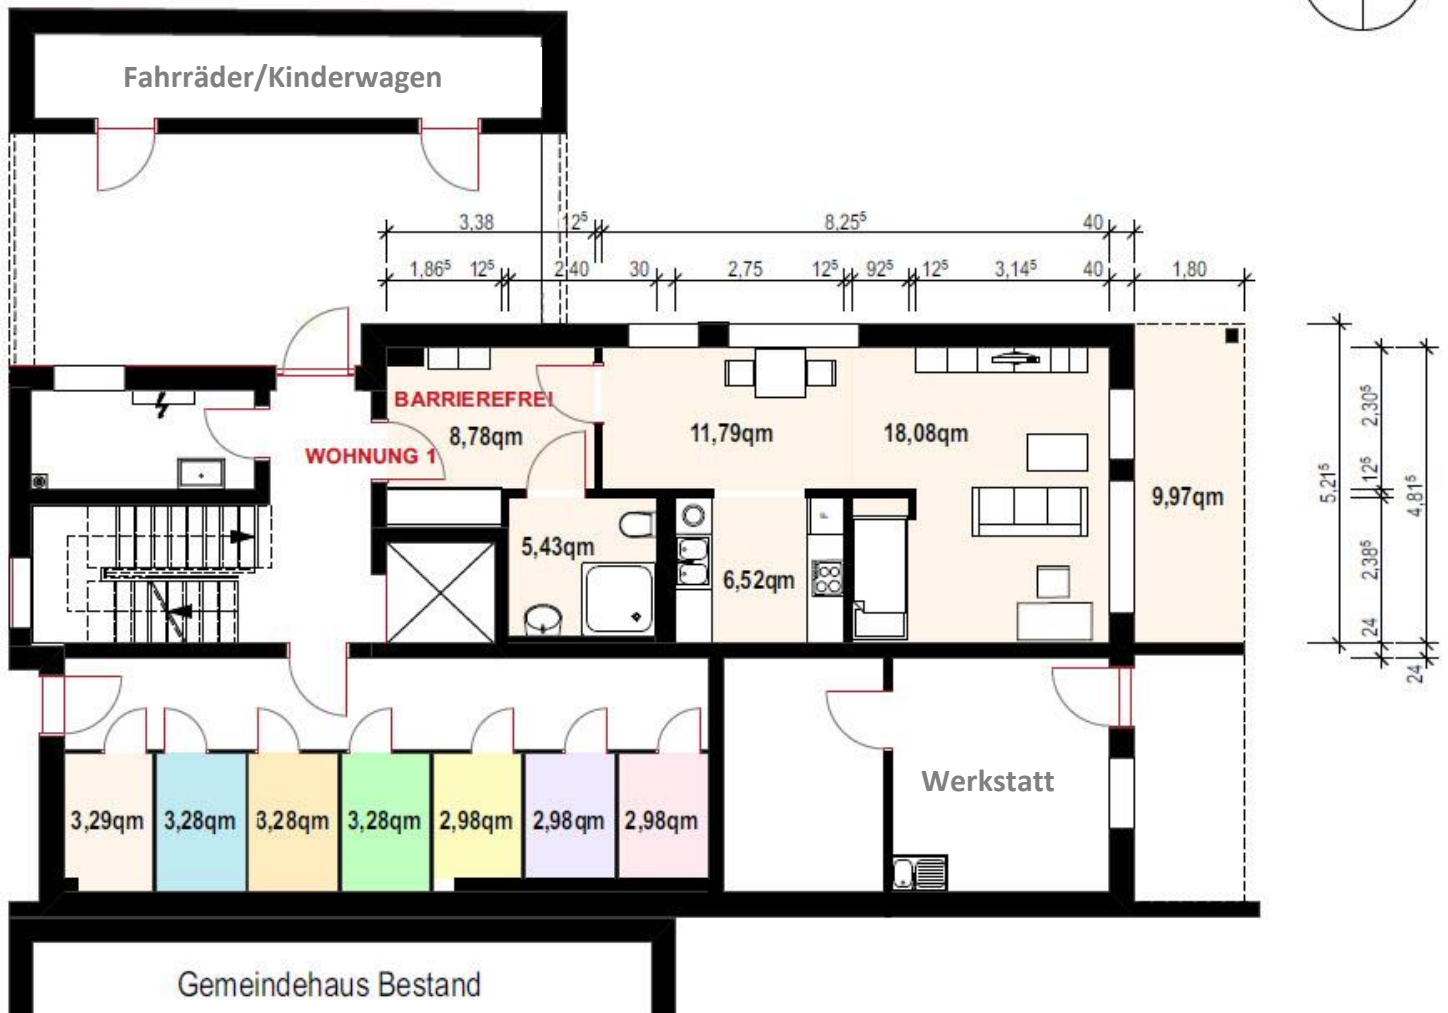 Fahrräder/Kinderwagen
3,38 12⁵ 8,25⁵ 40
1,86⁵ 12⁵ 2,40 30 2,75 12⁵ 92⁵ 12⁵ 3,14⁵ 40 1,80
BARRIEREFREI
8,78qm 11,79qm 18,08qm
WOHNUNG 1
9,97qm
5,21⁵ 2,30⁵ 12⁵ 4,81⁵ 2,38⁵ 24 24
5,43qm
6,52qm
Werkstatt
3,29qm 3,28qm 3,28qm 3,28qm 2,98qm 2,98qm 2,98qm
Gemeindehaus Bestand